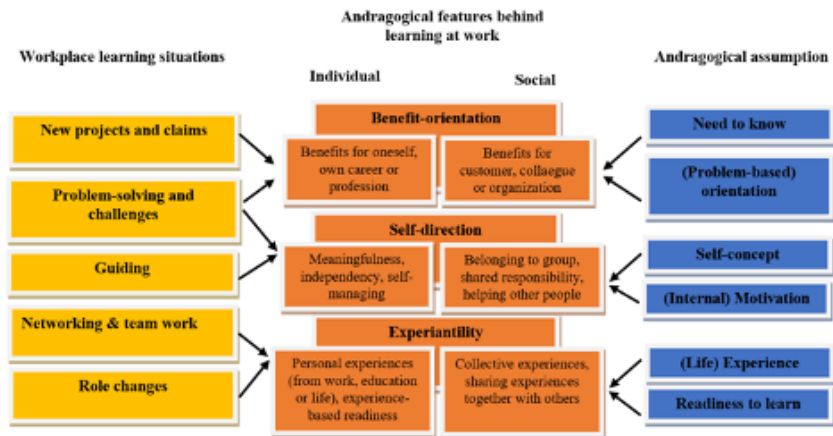 Andragogical features behind
learning at work
Workplace learning situations
Andragogical assumption
Individual
Social
New projects and claims
Problem-solving and
challenges
Guiding
Networking & team work
Role changes
Benefit-orientation
Benefits for oneself,
own career or
profession
Benefits for
customer, collaegue
or organization
Self-direction
Meaningfulness,
independency, self-
managing
Belonging to group,
shared responsibility,
helping other people
Experiantility
Personal experiences
(from work, education
or life), experience-
based readiness
Collective experiences,
sharing experiences
together with others
Need to know
(Problem-based)
orientation
Self-concept
(Internal) Motivation
(Life) Experience
Readiness to learn